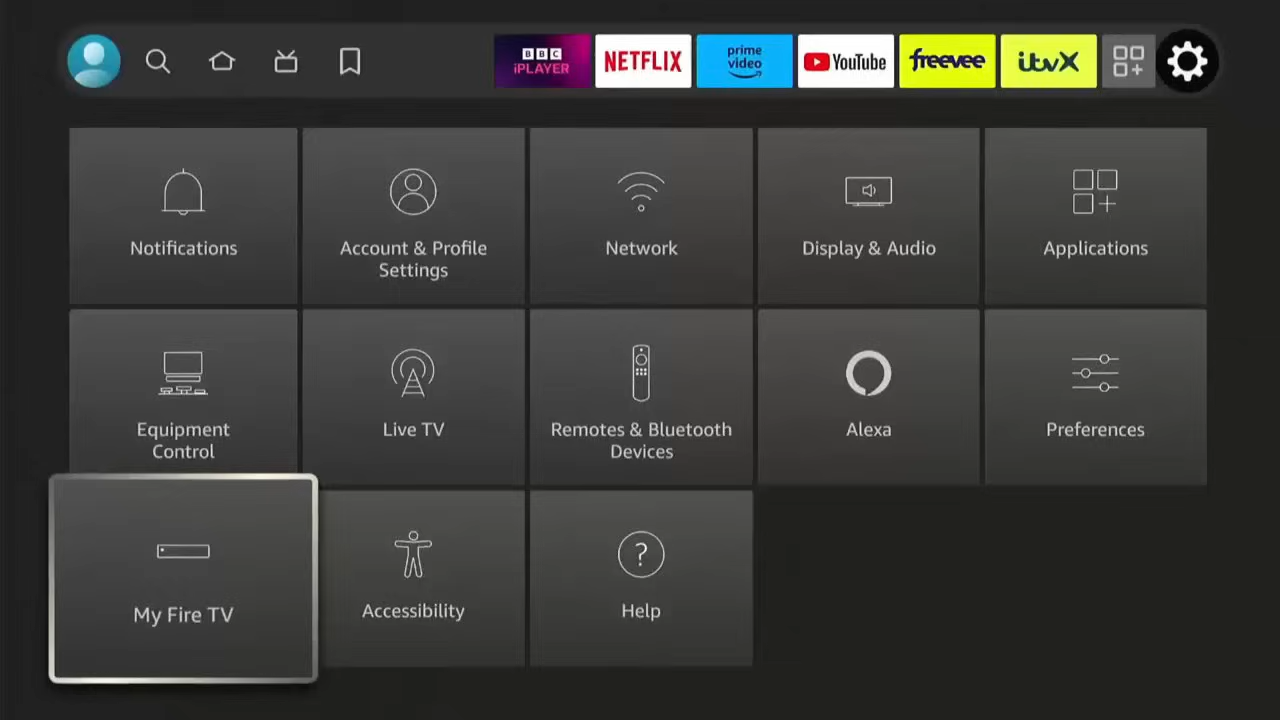 BBC
iPLAYER
NETFLIX
prime video
YouTube
freevee
itvX
Notifications
Account & Profile
Settings
Network
Display & Audio
Applications
Equipment
Control
Live TV
Remotes & Bluetooth
Devices
Alexa
Preferences
My Fire TV
Accessibility
?
Help